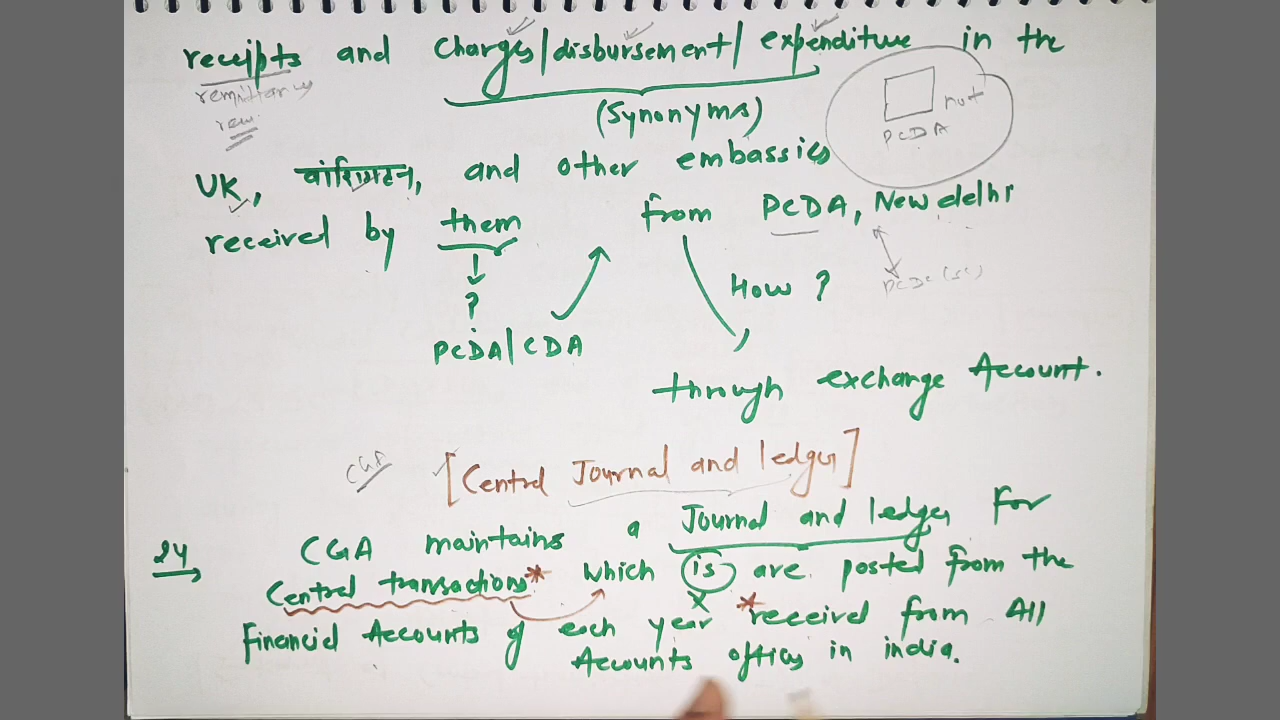 receipts and charges/disbursement/expenditure in the
remittance
(Synonyms)
not
PCDA
UK, वाशिंगटन, and other embassies
received by them from PCDA, New delhi
How ?
?
PCDA/CDA
through exchange Account.
CGA
[Central Journal and ledger]
24 CGA maintains a Journal and ledger for
Central transactions* which is are posted from the
x
Financial Accounts of each year *received from All
Accounts offices in india.